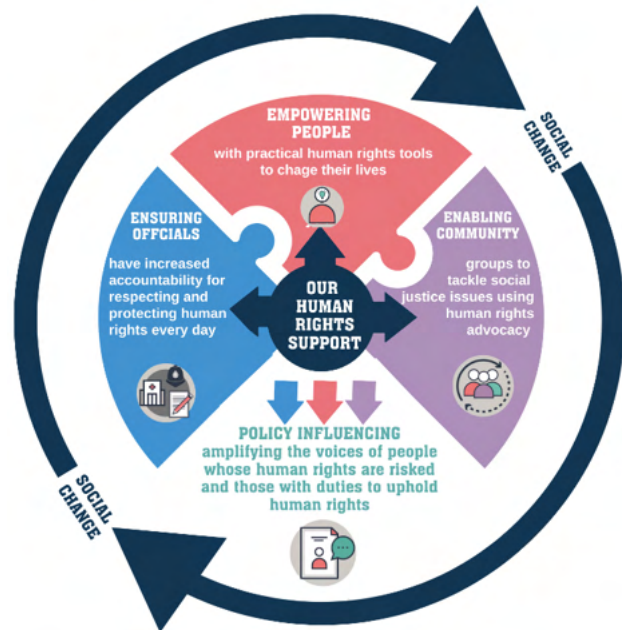 EMPOWERING
PEOPLE
with practical human rights tools
to chage their lives
SOCIAL
CHANGE
ENSURING
OFFCIALS
have increased
accountability for
respecting and
protecting human
rights every day
ENABLING
COMMUNITY
groups to
tackle social
justice issues using
human rights
advocacy
OUR
HUMAN
RIGHTS
SUPPORT
POLICY INFLUENCING
amplifying the voices of people
whose human rights are risked
and those with duties to uphold
human rights
SOCIAL
CHANGE